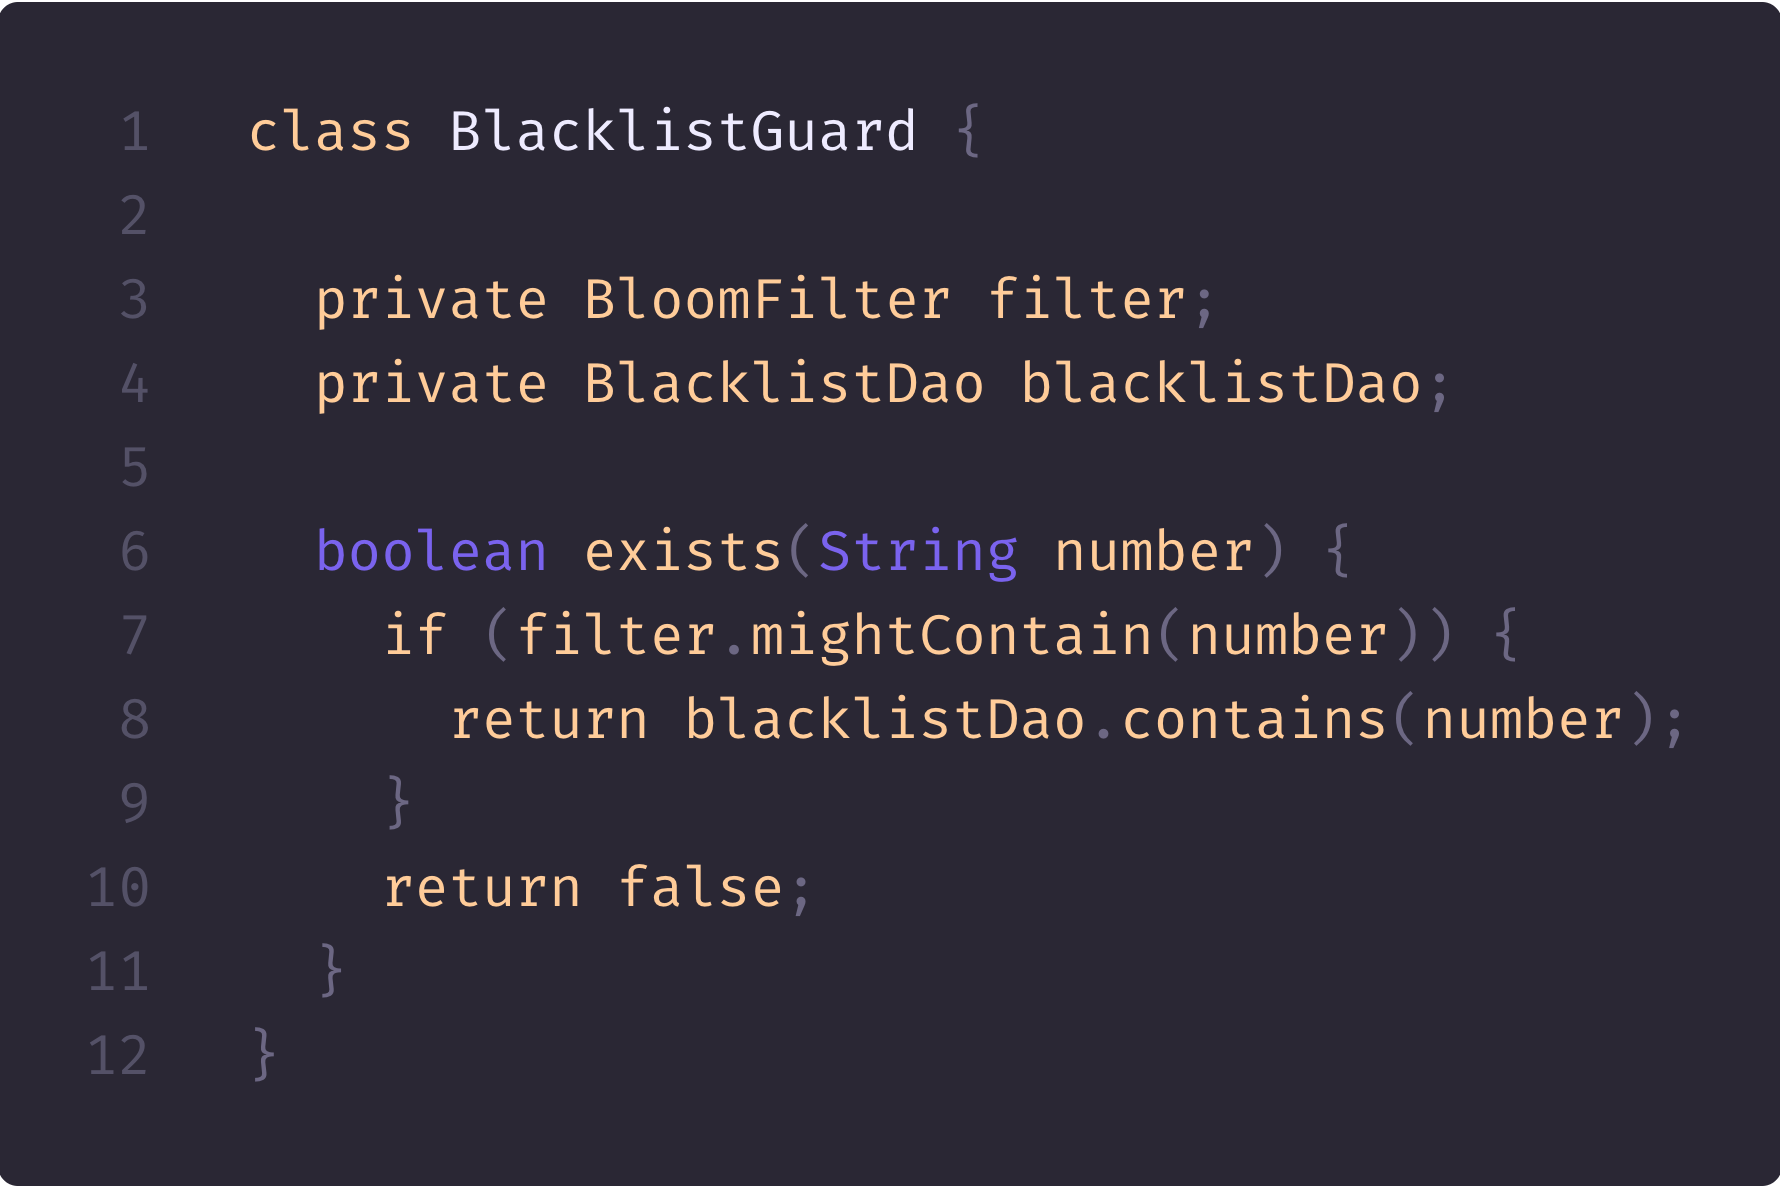 1 class BlacklistGuard {
2
3 private BloomFilter filter;
4 private BlacklistDao blacklistDao;
5
6 boolean exists(String number) {
7 if (filter.mightContain(number)) {
8 return blacklistDao.contains(number);
9 }
10 return false;
11 }
12 }